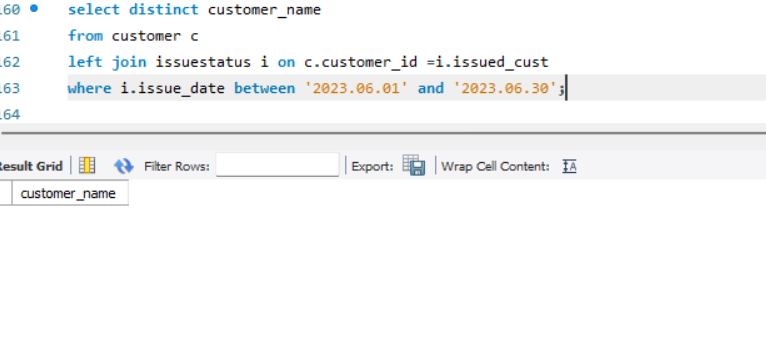 160 select distinct customer_name
161 from customer c
162 left join issuestatus i on c.customer_id =i.issued_cust
163 where i.issue_date between '2023.06.01' and '2023.06.30';
164
Result Grid Filter Rows: Export: Wrap Cell Content: IA
customer_name